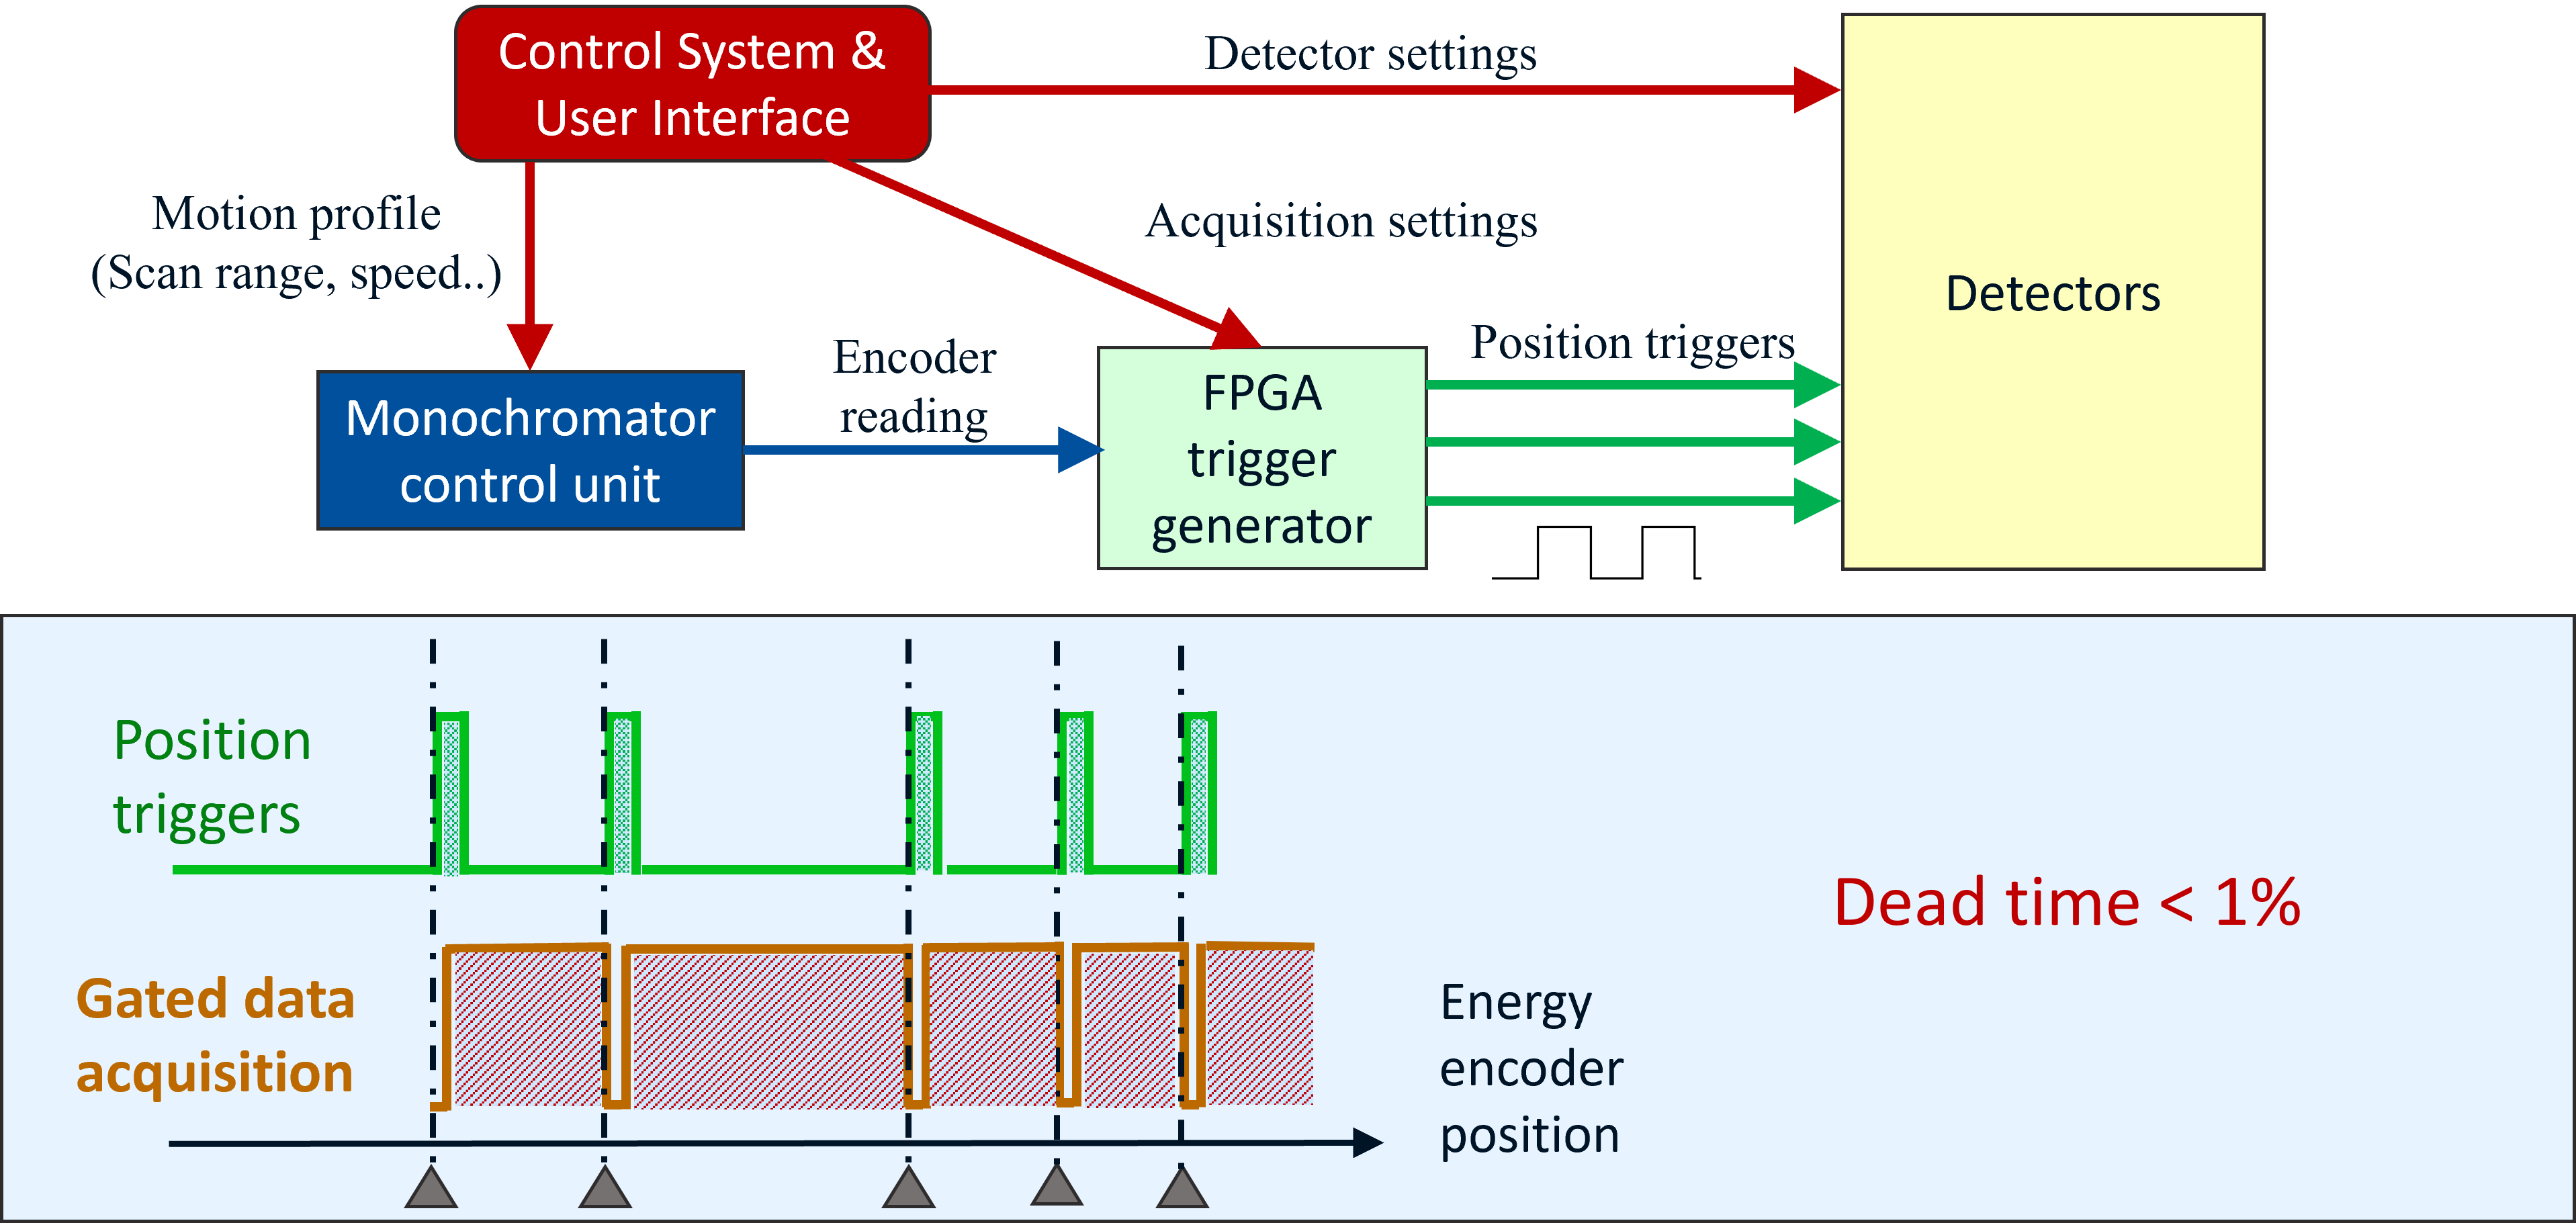 Control System &
User Interface
Detector settings
Motion profile
(Scan range, speed..)
Acquisition settings
Detectors
Monochromator
control unit
Encoder
reading
FPGA
trigger
generator
Position triggers
Position
triggers
Gated data
acquisition
Energy
encoder
position
Dead time < 1%